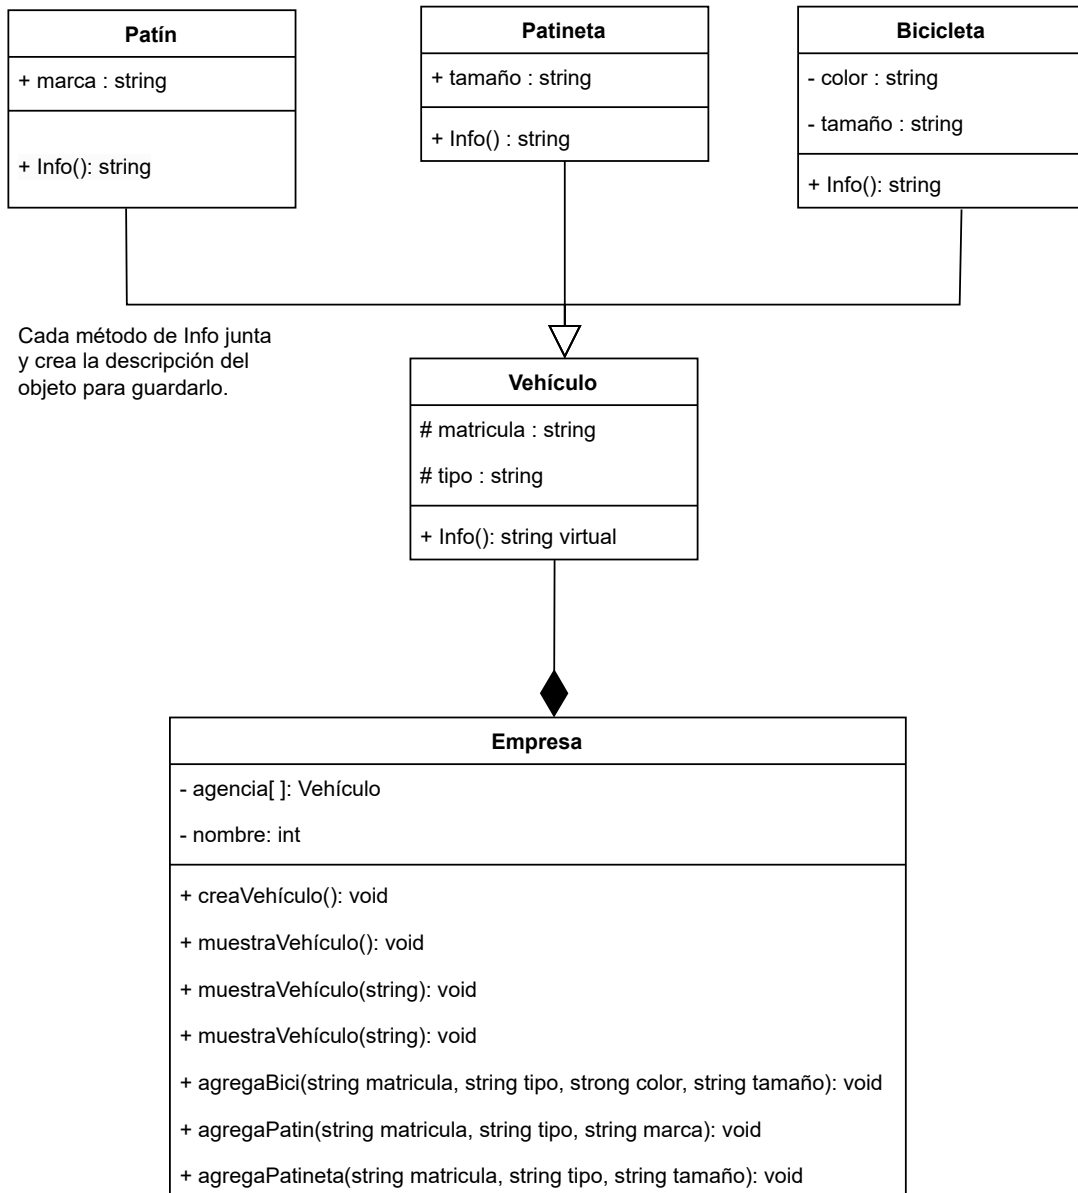 Patín
+ marca : string
+ Info(): string
Patineta
+ tamaño : string
+ Info() : string
Bicicleta
- color : string
- tamaño : string
+ Info(): string
Cada método de Info junta
y crea la descripción del
objeto para guardarlo.
Vehículo
# matricula : string
# tipo : string
+ Info(): string virtual
Empresa
- agencia[ ]: Vehículo
- nombre: int
+ creaVehículo(): void
+ muestraVehículo(): void
+ muestraVehículo(string): void
+ muestraVehículo(string): void
+ agregaBici(string matricula, string tipo, strong color, string tamaño): void
+ agregaPatin(string matricula, string tipo, string marca): void
+ agregaPatineta(string matricula, string tipo, string tamaño): void